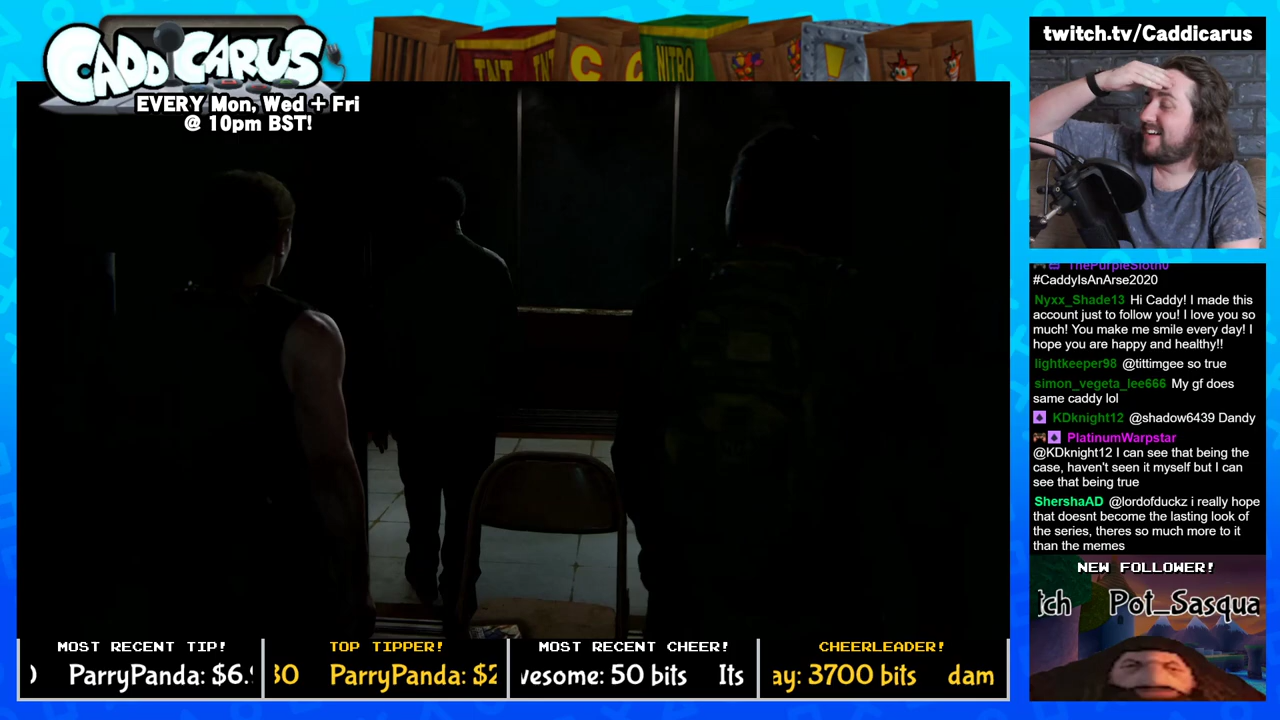 CADDICARUS
EVERY Mon, Wed + Fri
@ 10pm BST!
TNT
TNT
C
C
NITRO
twitch.tv/Caddicarus
ThePurpleSloth0
#CaddyIsAnArse2020
Nyxx_Shade13 Hi Caddy! I made this
account just to follow you! I love you so
much! You make me smile every day! I
hope you are happy and healthy!!
lightkeeper98 @tittimgee so true
simon_vegeta_lee666 My gf does
same caddy lol
KDknight12 @shadow6439 Dandy
PlatinumWarpstar
@KDknight12 I can see that being the
case, haven't seen it myself but I can
see that being true
ShershaAD @lordofduckz i really hope
that doesnt become the lasting look of
the series, theres so much more to it
than the memes
NEW FOLLOWER!
tch Pot_Sasqua
MOST RECENT TIP!
ParryPanda: $6.
TOP TIPPER!
30 ParryPanda: $2
MOST RECENT CHEER!
wesome: 50 bits Its
CHEERLEADER!
ay: 3700 bits dam